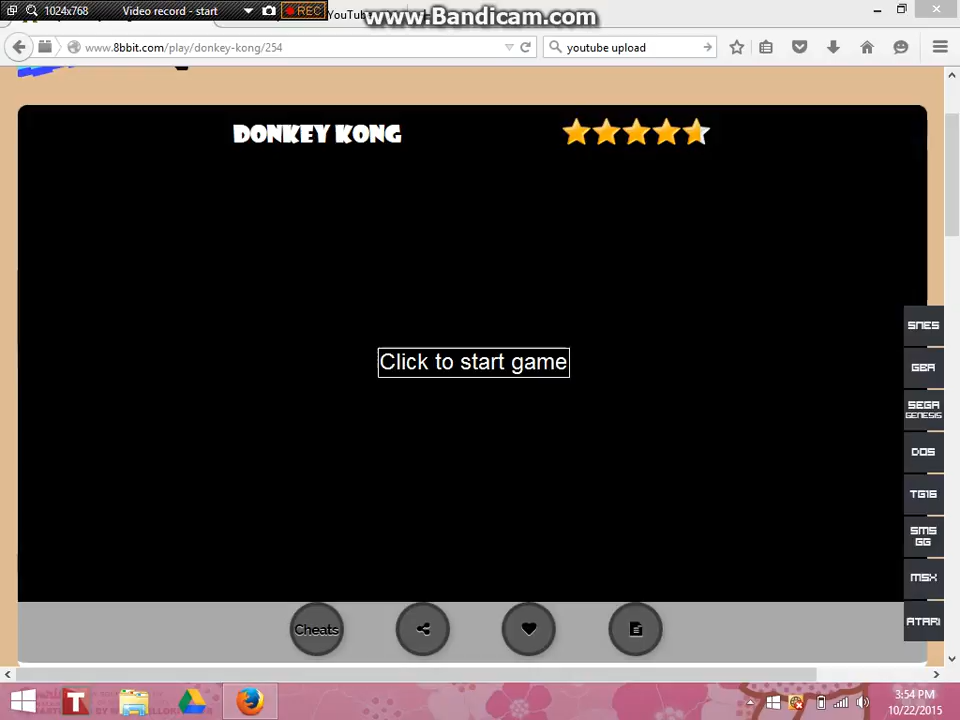 1024x768 Video record - start REC
YouTube
www.Bandicam.com
www.8bbit.com/play/donkey-kong/254
youtube upload
DONKEY KONG
Click to start game
SNES
GBA
SEGA
GENESIS
DOS
TG16
SMS
GG
MSX
ATARI
Cheats
T
3:54 PM
10/22/2015